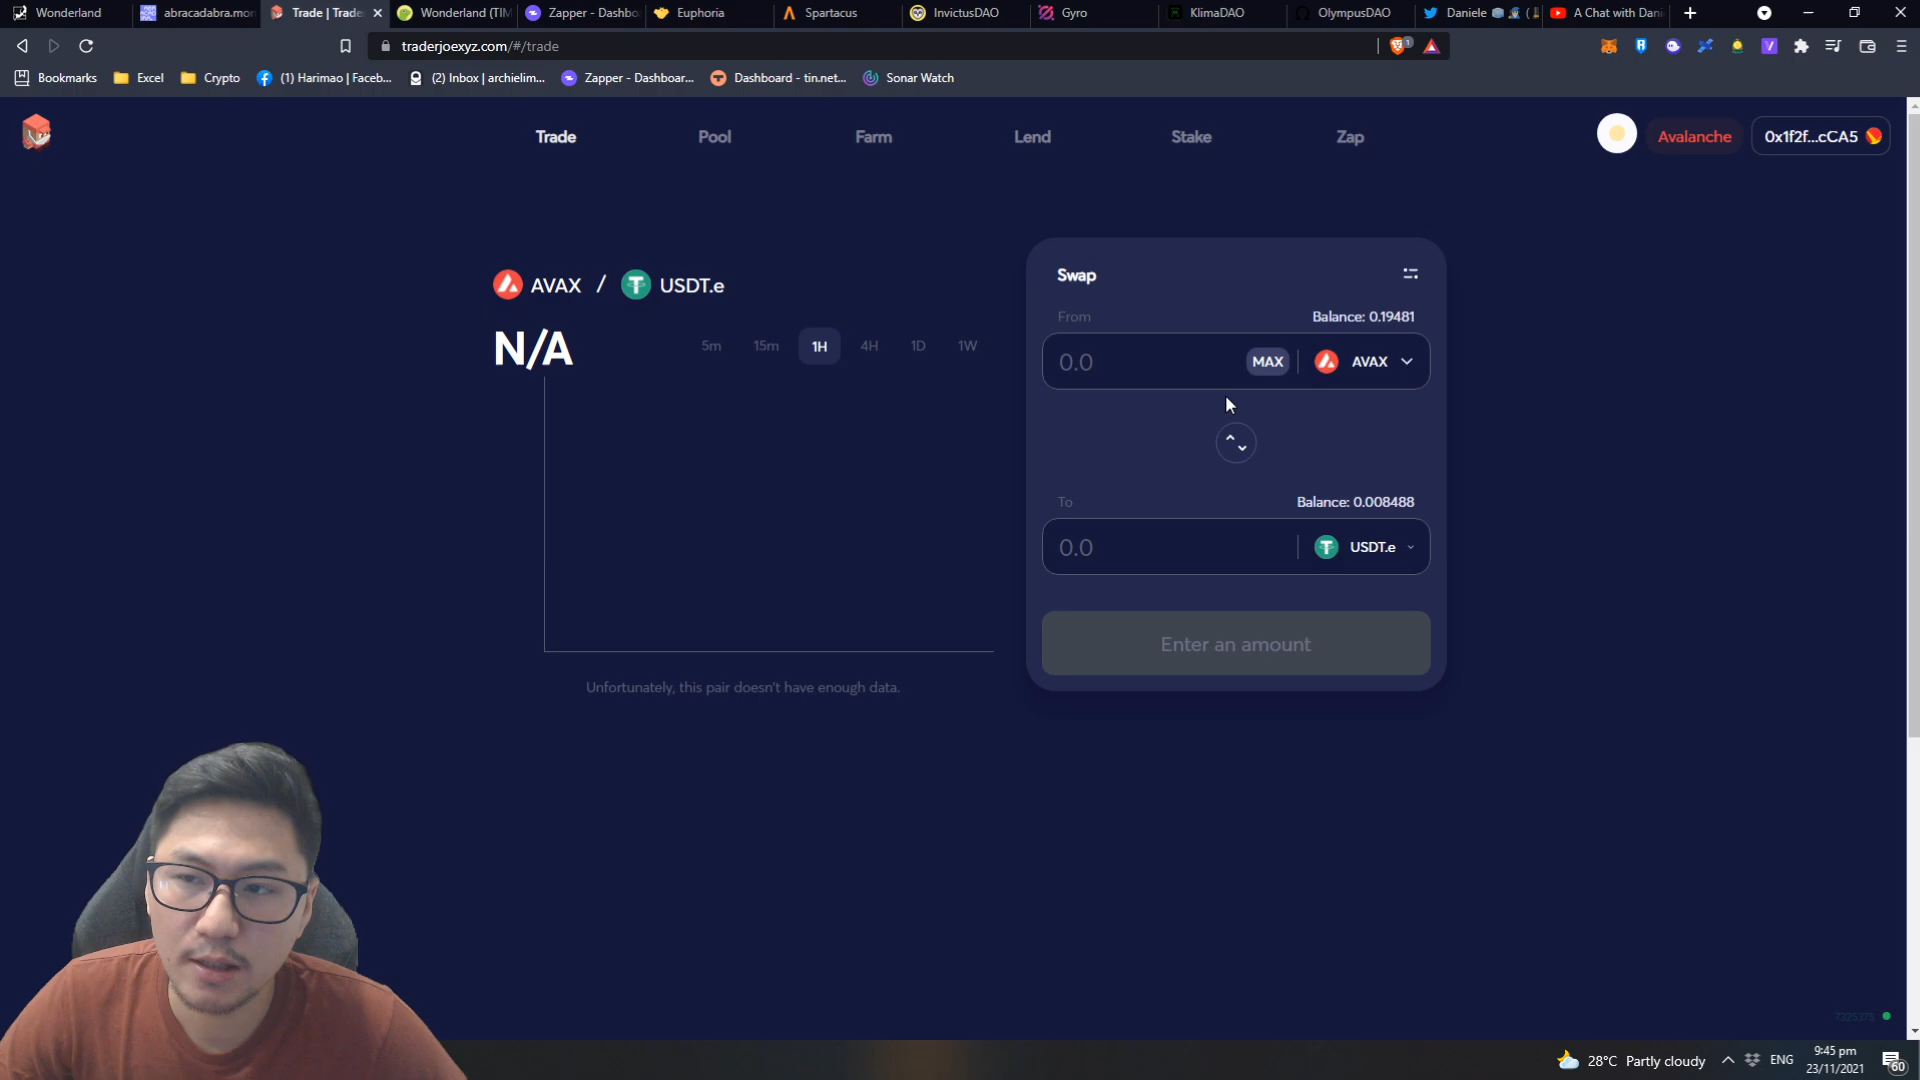 Wonderland
abracadabra.mon
Trade | Trade
Wonderland (TIM
Zapper - Dashbo
Euphoria
Spartacus
InvictusDAO
Gyro
KlimaDAO
OlympusDAO
Daniele
A Chat with Dani
traderjoexyz.com/#/trade
1
Bookmarks
Excel
Crypto
(1) Harimao | Faceb...
(2) Inbox | archielim...
Zapper - Dashboar...
Dashboard - tin.net...
Sonar Watch
Trade
Pool
Farm
Lend
Stake
Zap
Avalanche
0x1f2f...cCA5
AVAX / USDT.e
N/A
5m
15m
1H
4H
1D
1W
Swap
From
Balance: 0.19481
0.0
MAX
AVAX
To
Balance: 0.008488
0.0
USDT.e
Enter an amount
Unfortunately, this pair doesn't have enough data.
7325375
28°C Partly cloudy
ENG
9:45 pm
23/11/2021
60